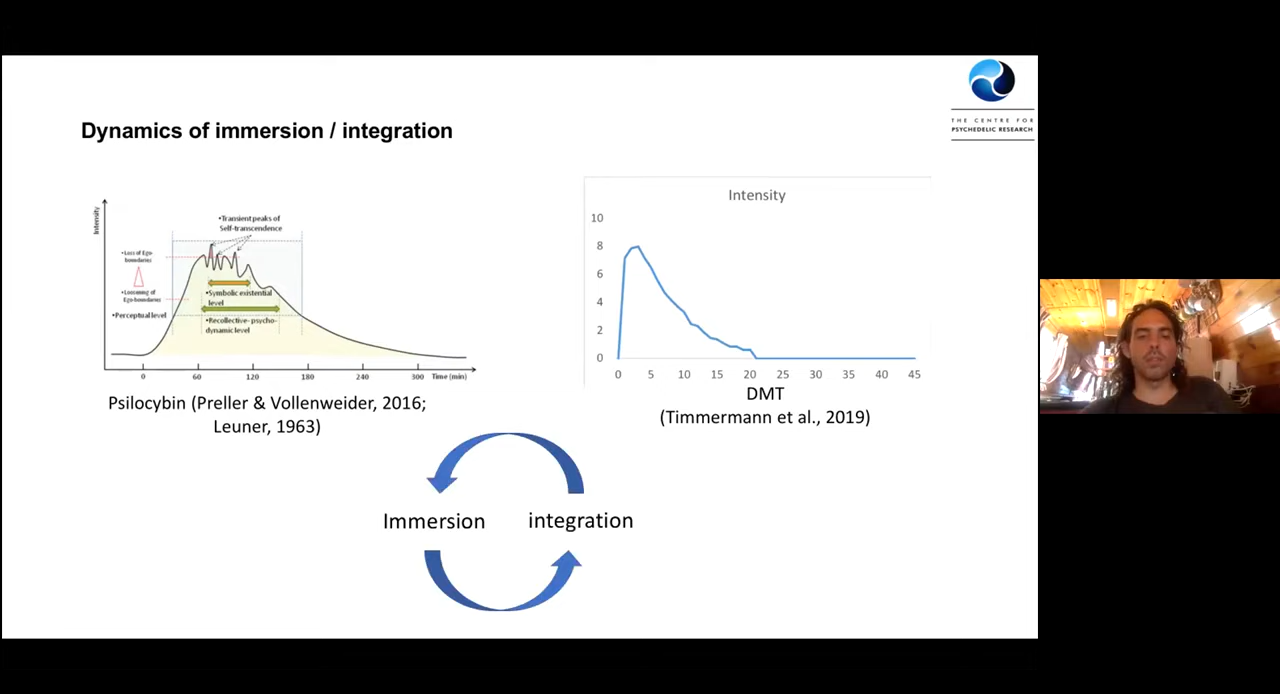 THE CENTRE FOR
PSYCHEDELIC RESEARCH
Dynamics of immersion / integration
Intensity
•Transient peaks of
Self-transcendence
•Loss of Ego-
boundaries
•Loosening of
Ego-boundaries
•Perceptual level
•Symbolic existential
level
•Recollective- psycho-
dynamic level
0
60
120
180
240
300
Time (min)
Psilocybin (Preller & Vollenweider, 2016;
Leuner, 1963)
Intensity
10
8
6
4
2
0
0
5
10
15
20
25
30
35
40
45
DMT
(Timmermann et al., 2019)
Immersion
integration